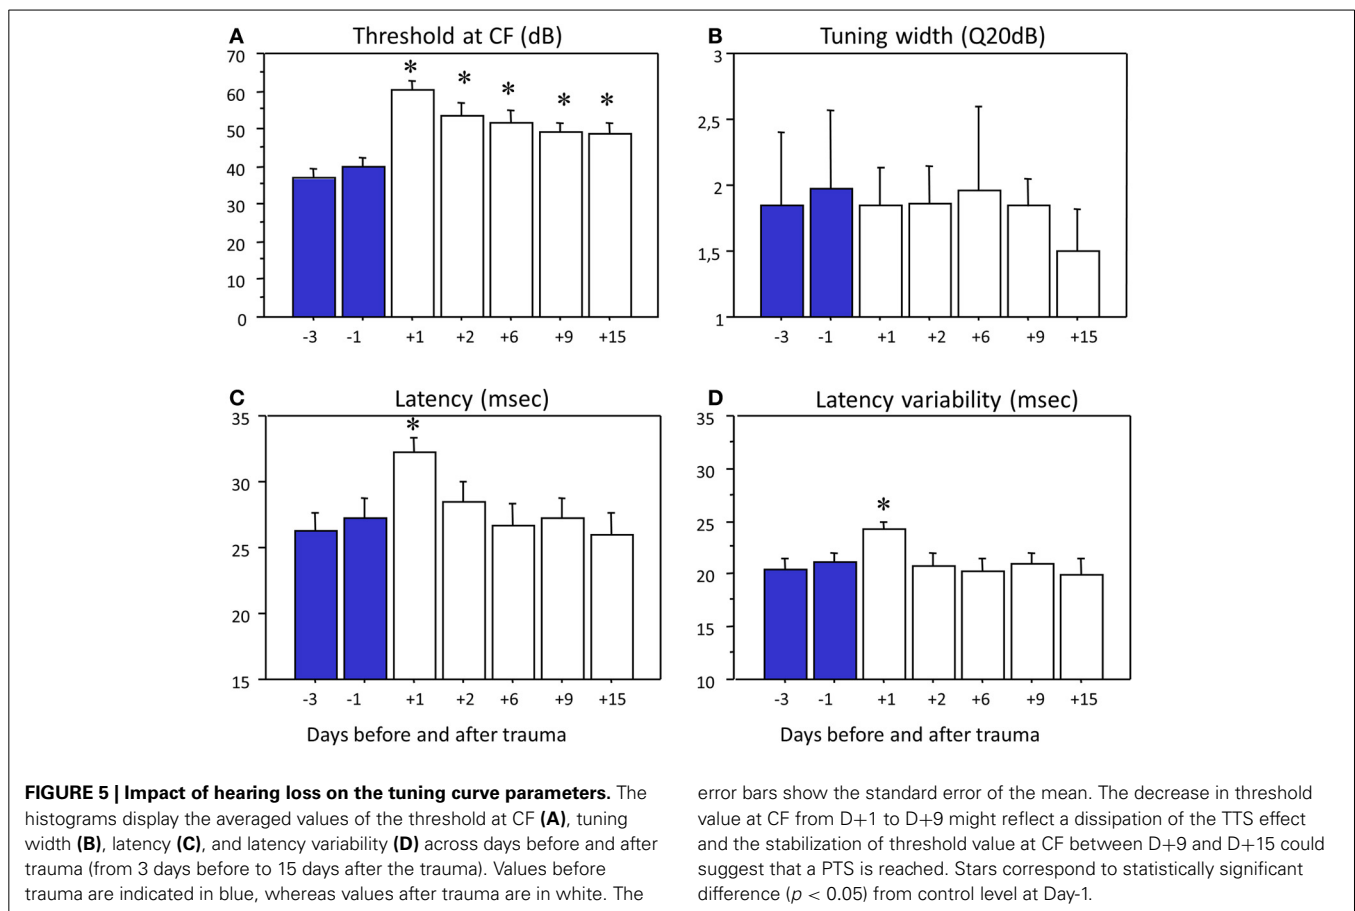 A
Threshold at CF (dB)
70
60
50
40
30
20
10
0
*
*
*
*
*
-3
-1
+1
+2
+6
+9
+15
B
Tuning width (Q20dB)
3
2,5
2
1,5
1
-3
-1
+1
+2
+6
+9
+15
C
Latency (msec)
35
30
25
20
15
*
-3
-1
+1
+2
+6
+9
+15
Days before and after trauma
D
Latency variability (msec)
35
30
25
20
15
10
*
-3
-1
+1
+2
+6
+9
+15
Days before and after trauma
FIGURE 5 | Impact of hearing loss on the tuning curve parameters. The
histograms display the averaged values of the threshold at CF (A), tuning
width (B), latency (C), and latency variability (D) across days before and after
trauma (from 3 days before to 15 days after the trauma). Values before
trauma are indicated in blue, whereas values after trauma are in white. The
error bars show the standard error of the mean. The decrease in threshold
value at CF from D+1 to D+9 might reflect a dissipation of the TTS effect
and the stabilization of threshold value at CF between D+9 and D+15 could
suggest that a PTS is reached. Stars correspond to statistically significant
difference (p < 0.05) from control level at Day-1.